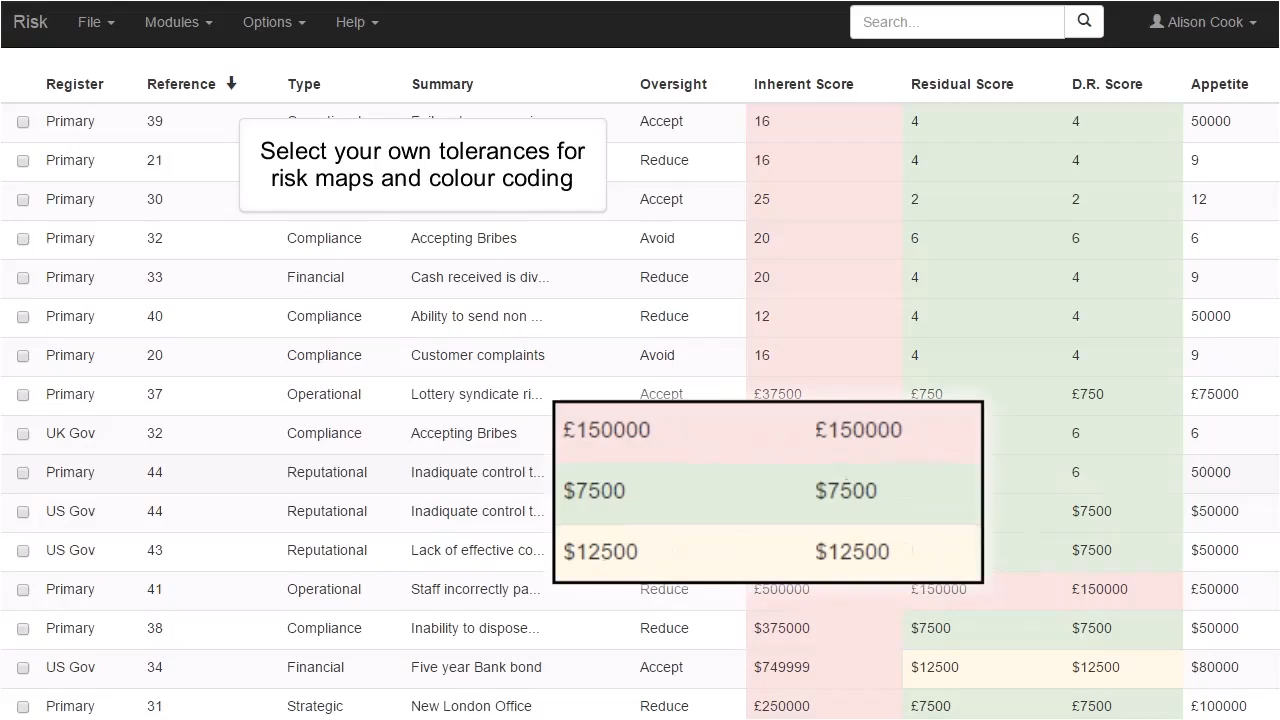 Risk File Modules Options Help Search... Alison Cook
Register Reference Type Summary Oversight Inherent Score Residual Score D.R. Score Appetite
Primary 39 Accept 16 4 4 50000
Select your own tolerances for
risk maps and colour coding
Primary 21 Reduce 16 4 4 9
Primary 30 Accept 25 2 2 12
Primary 32 Compliance Accepting Bribes Avoid 20 6 6 6
Primary 33 Financial Cash received is div... Reduce 20 4 4 9
Primary 40 Compliance Ability to send non ... Reduce 12 4 4 50000
Primary 20 Compliance Customer complaints Avoid 16 4 4 9
Primary 37 Operational Lottery syndicate ri... Accept £37500 £750 £750 £75000
£150000 £150000
UK Gov 32 Compliance Accepting Bribes 6 6
Primary 44 Reputational Inadiquate control t... 6 50000
$7500 $7500
US Gov 44 Reputational Inadiquate control t... $7500 $50000
US Gov 43 Reputational Lack of effective co... $7500 $50000
$12500 $12500
Primary 41 Operational Staff incorrectly pa... Reduce £500000 £150000 £150000 £50000
Primary 38 Compliance Inability to dispose... Reduce $375000 $7500 $7500 $50000
US Gov 34 Financial Five year Bank bond Accept $749999 $12500 $12500 $80000
Primary 31 Strategic New London Office £250000 £7500 £7500 £100000